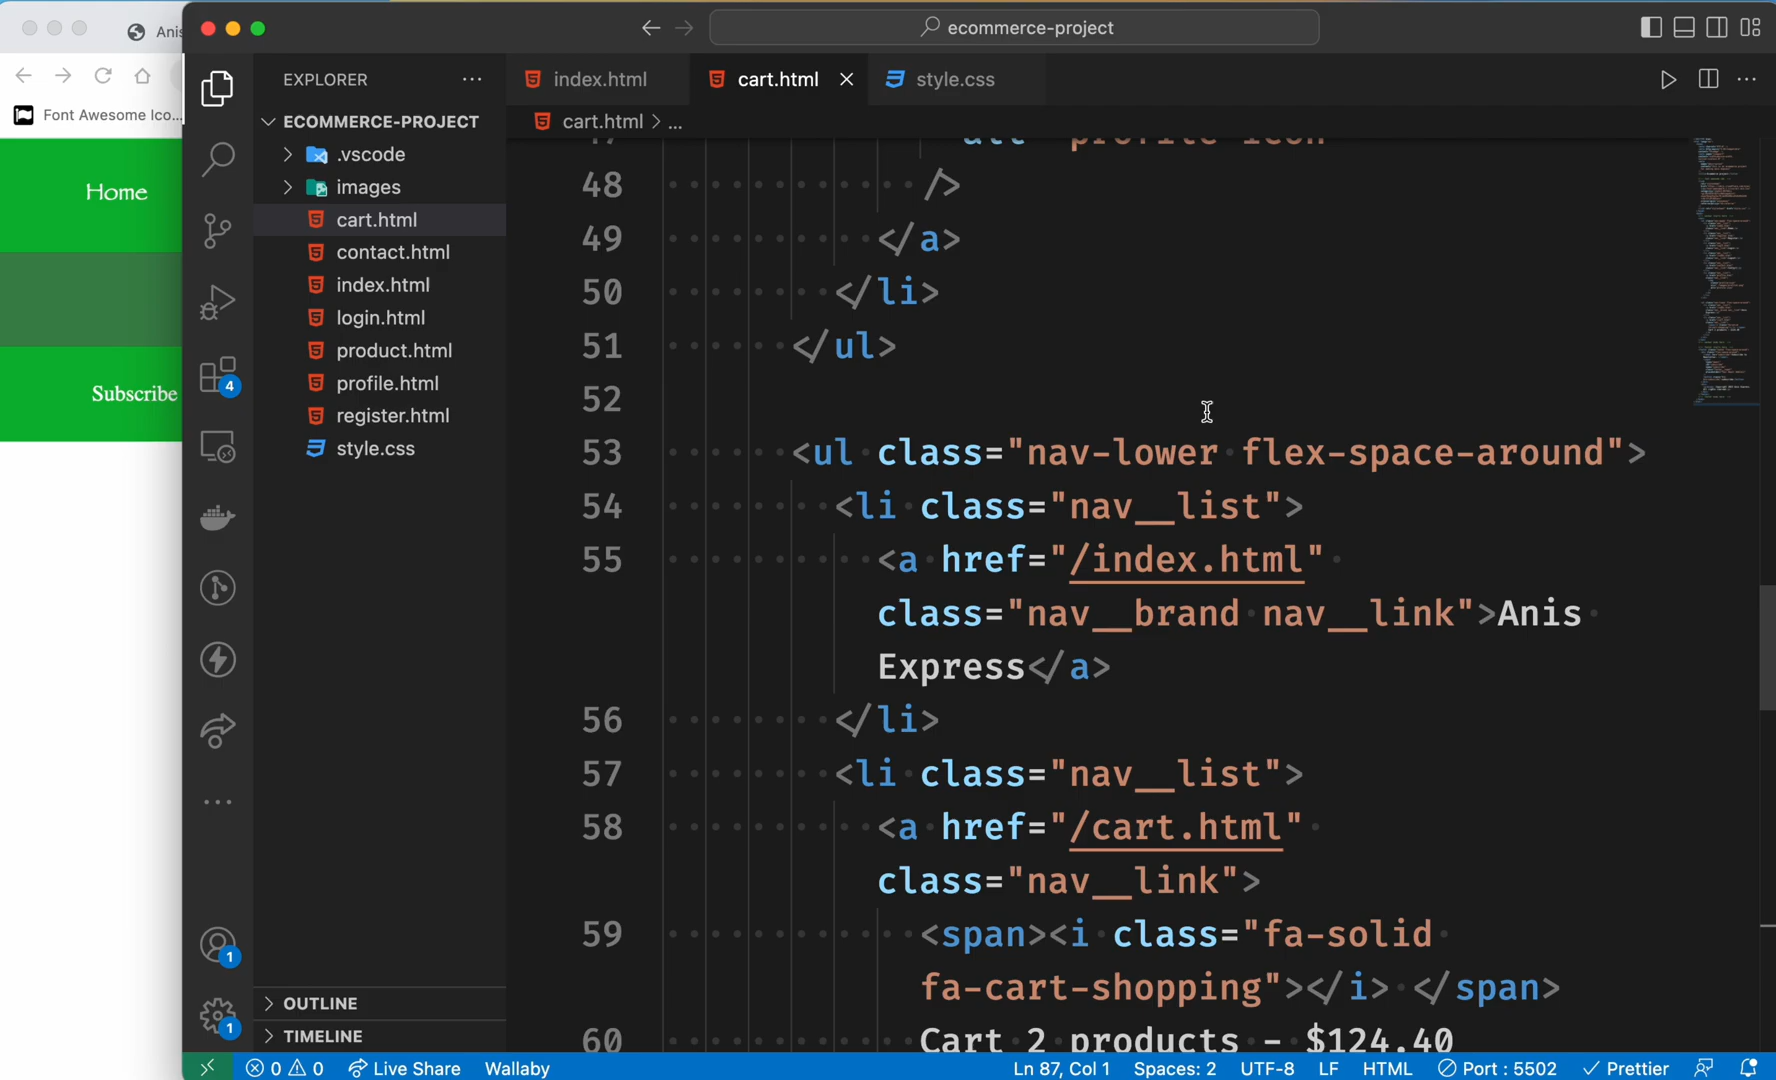 Anis
ecommerce-project
EXPLORER
index.html
cart.html
style.css
Font Awesome Ico...
ECOMMERCE-PROJECT
cart.html > ...
.vscode
images
cart.html
contact.html
index.html
login.html
product.html
profile.html
register.html
style.css
Home
Subscribe
48 />
49 </a>
50 </li>
51 </ul>
52
53 <ul class="nav-lower flex-space-around">
54 <li class="nav__list">
55 <a href="/index.html"
class="nav__brand nav__link">Anis
Express</a>
56 </li>
57 <li class="nav__list">
58 <a href="/cart.html"
class="nav__link">
59 <span><i class="fa-solid
fa-cart-shopping"></i> </span>
60 Cart 2 products - $124.40
4
1
1
OUTLINE
TIMELINE
0 0
Live Share
Wallaby
Ln 87, Col 1
Spaces: 2
UTF-8
LF
HTML
Port : 5502
Prettier